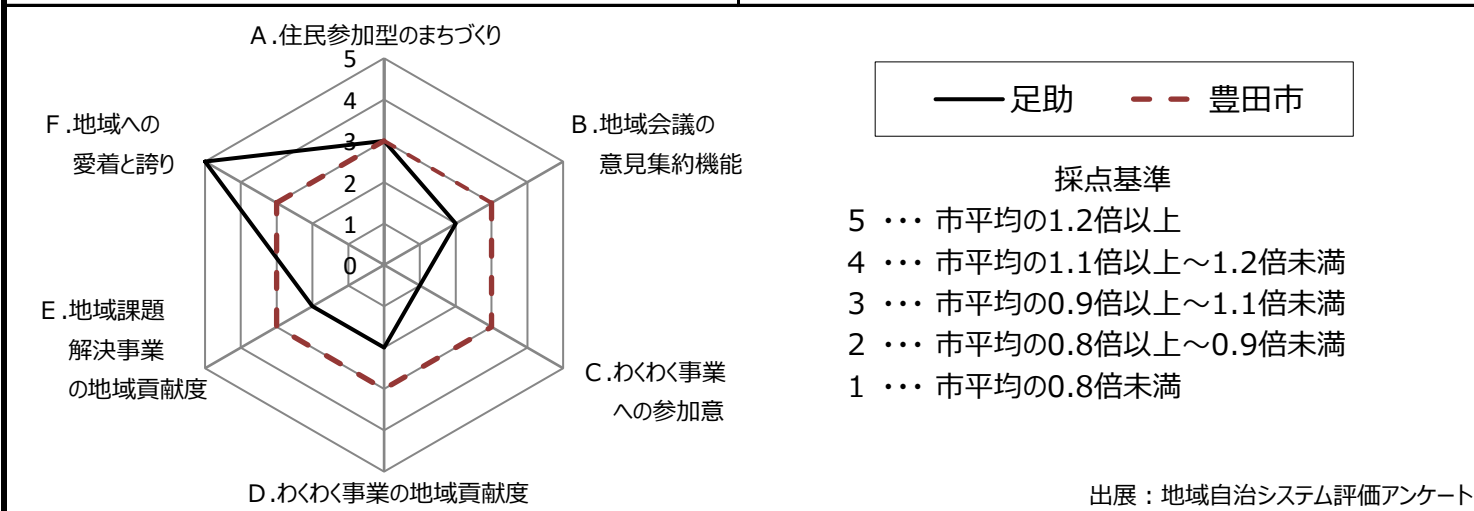 A.住民参加型のまちづくり
5
4
3
2
1
0
B.地域会議の
意見集約機能
C.わくわく事業
への参加意
D.わくわく事業の地域貢献度
E.地域課題
解決事業
の地域貢献度
F.地域への
愛着と誇り
足助
豊田市
採点基準
5 ・・・ 市平均の1.2倍以上
4 ・・・ 市平均の1.1倍以上～1.2倍未満
3 ・・・ 市平均の0.9倍以上～1.1倍未満
2 ・・・ 市平均の0.8倍以上～0.9倍未満
1 ・・・ 市平均の0.8倍未満
出展：地域自治システム評価アンケート